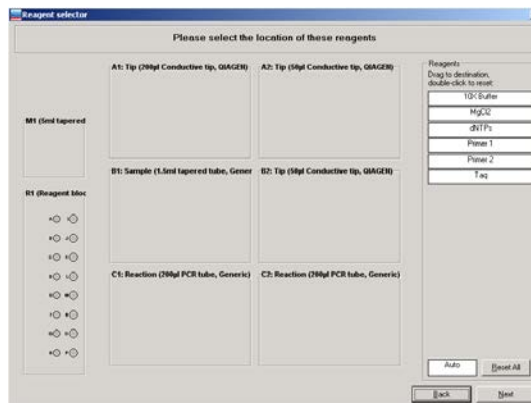 Reagent selector
Please select the location of these reagents
A1: Tip (200µl Conductive tip, QIAGEN)
A2: Tip (50µl Conductive tip, QIAGEN)
M1 (5ml tapered
B1: Sample (1.5ml tapered tube, Gener
B2: Tip (50µl Conductive tip, QIAGEN)
R1 (Reagent bloc
C1: Reaction (200µl PCR tube, Generic)
C2: Reaction (200µl PCR tube, Generic)
Reagents
Drag to destination,
double-click to reset:
10X Buffer
MgCl2
dNTPs
Primer 1
Primer 2
Taq
Auto
Reset All
Back
Next